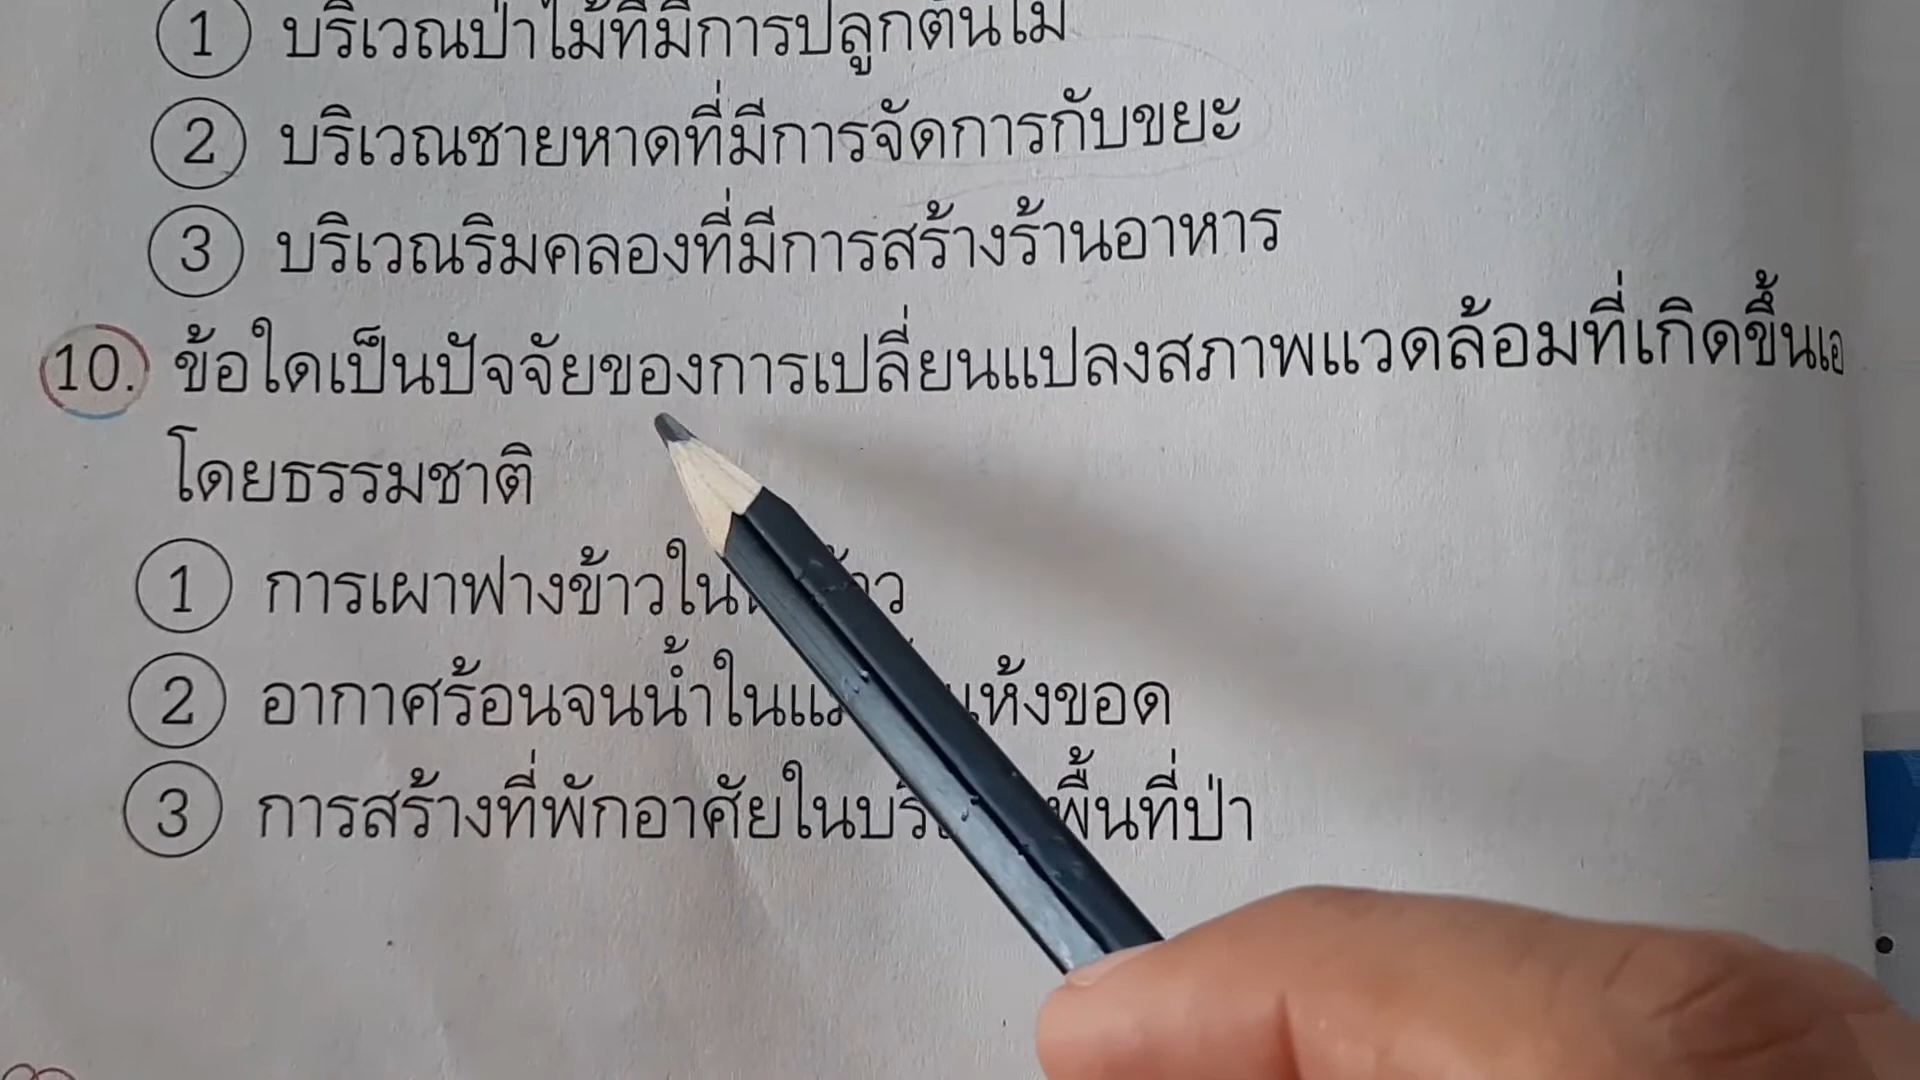 1 บริเวณป่าไม้ที่มีการปลูกต้นไม้
2 บริเวณชายหาดที่มีการจัดการกับขยะ
3 บริเวณริมคลองที่มีการสร้างร้านอาหาร
10. ข้อใดเป็นปัจจัยของการเปลี่ยนแปลงสภาพแวดล้อมที่เกิดขึ้นเอ
โดยธรรมชาติ
1 การเผาฟางข้าวใน
2 อากาศร้อนจนน้ำใน แห้งขอด
3 การสร้างที่พักอาศัยใน พื้นที่ป่า